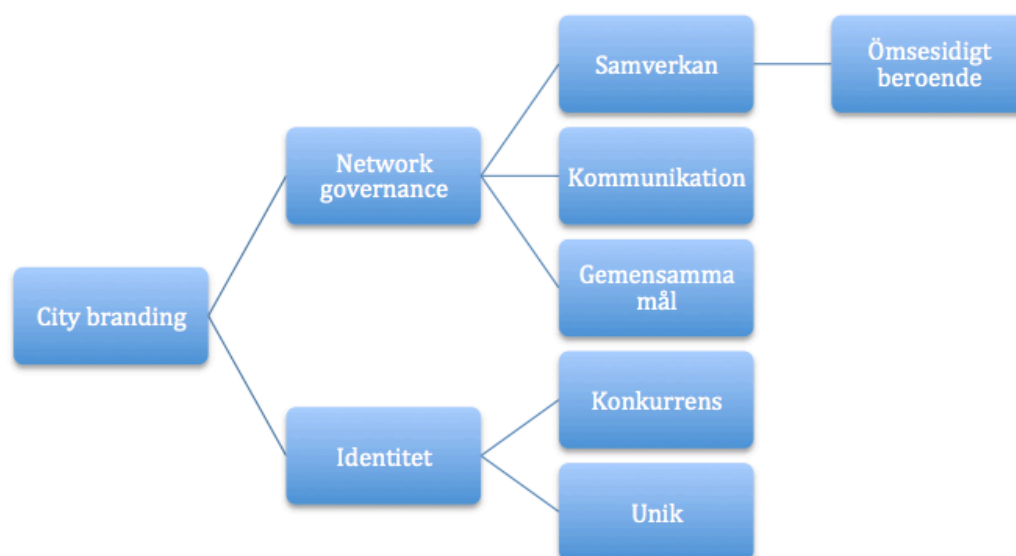 City branding
Network
governance
Identitet
Samverkan
Kommunikation
Gemensamma
mål
Konkurrens
Unik
Ömsesidigt
beroende